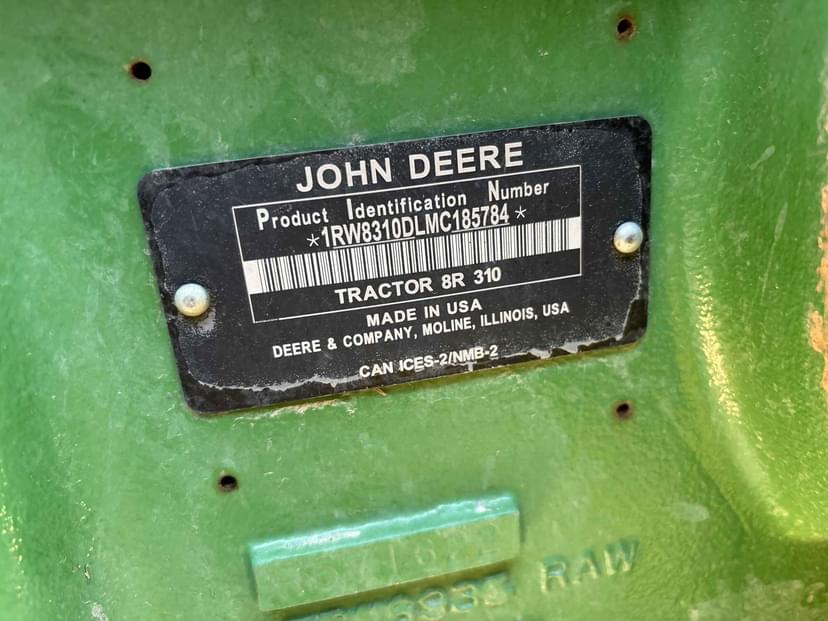 JOHN DEERE
Product Identification Number
*1RW8310DLMC185784*
TRACTOR 8R 310
MADE IN USA
DEERE & COMPANY, MOLINE, ILLINOIS, USA
CAN ICES-2/NMB-2
RAW